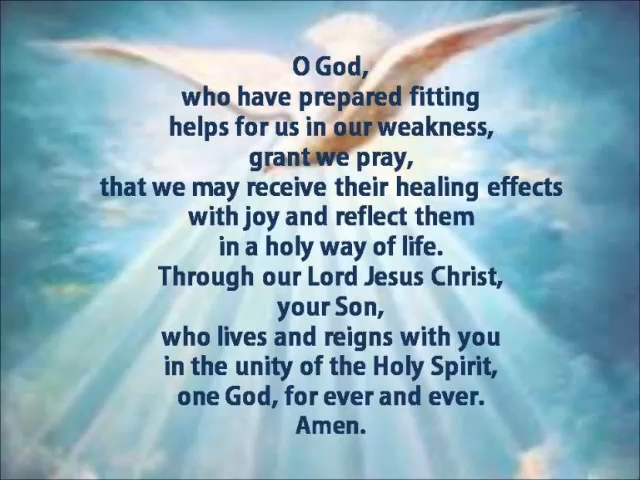 O God,
who have prepared fitting
helps for us in our weakness,
grant we pray,
that we may receive their healing effects
with joy and reflect them
in a holy way of life.
Through our Lord Jesus Christ,
your Son,
who lives and reigns with you
in the unity of the Holy Spirit,
one God, for ever and ever.
Amen.